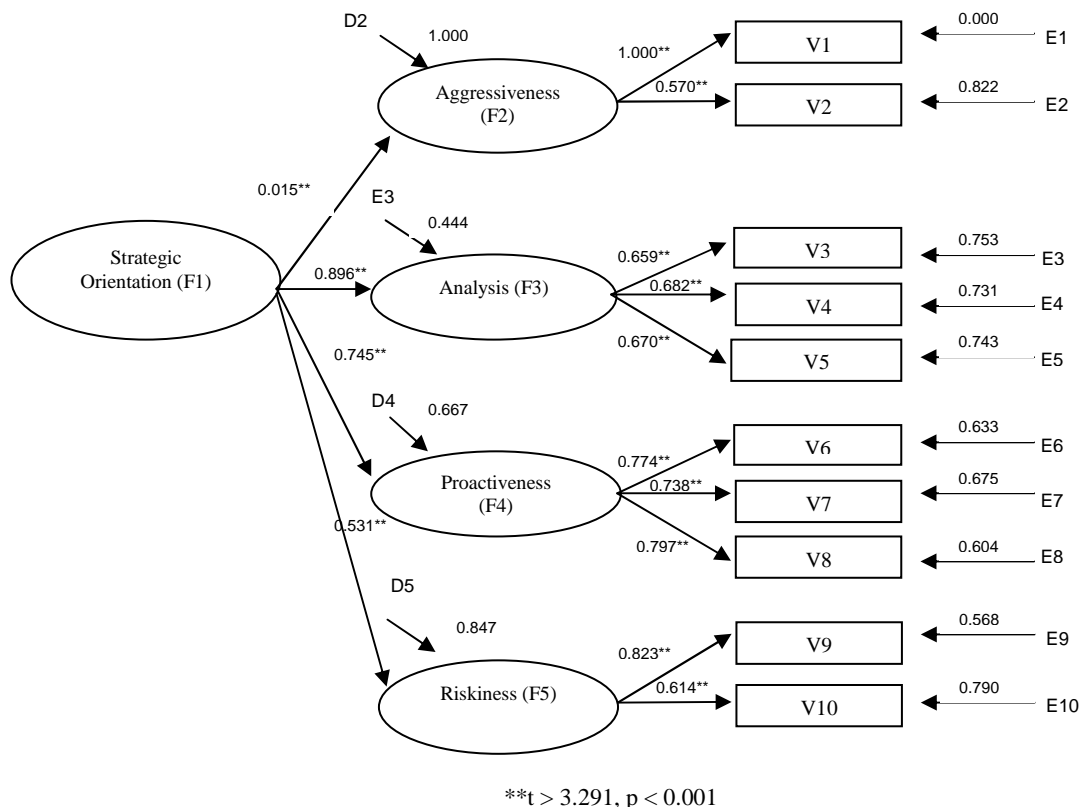 D2
1.000
Aggressiveness
(F2)
1.000**
0.570**
V1
0.000
E1
V2
0.822
E2
0.015**
Strategic
Orientation (F1)
E3
0.444
0.896**
Analysis (F3)
0.659**
0.682**
0.670**
V3
0.753
E3
V4
0.731
E4
V5
0.743
E5
0.745**
D4
0.667
Proactiveness
(F4)
0.774**
0.738**
0.797**
V6
0.633
E6
V7
0.675
E7
V8
0.604
E8
0.531**
D5
0.847
Riskiness (F5)
0.823**
0.614**
V9
0.568
E9
V10
0.790
E10
**t > 3.291, p < 0.001